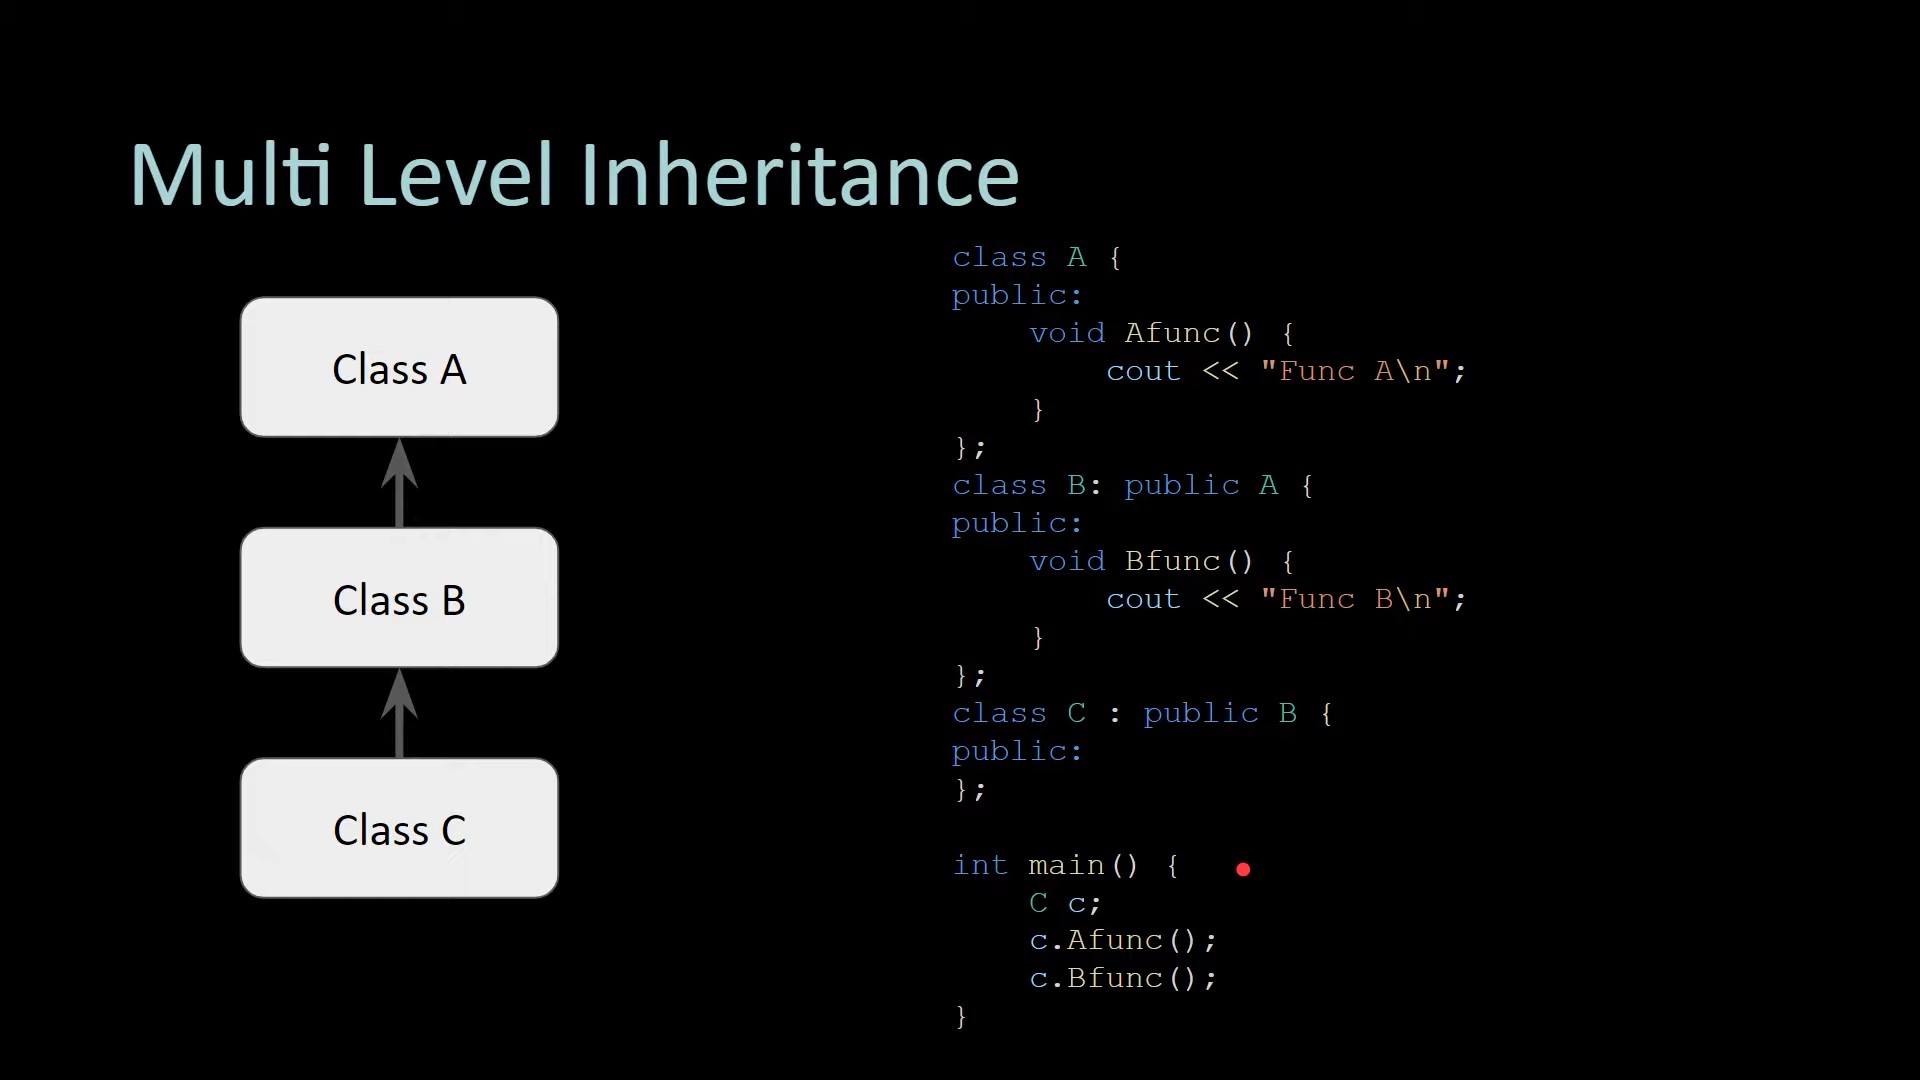 Multi Level Inheritance
Class A
Class B
Class C
class A {
public:
    void Afunc() {
        cout << "Func A\n";
    }
};
class B: public A {
public:
    void Bfunc() {
        cout << "Func B\n";
    }
};
class C : public B {
public:
};
int main() {
    C c;
    c.Afunc();
    c.Bfunc();
}